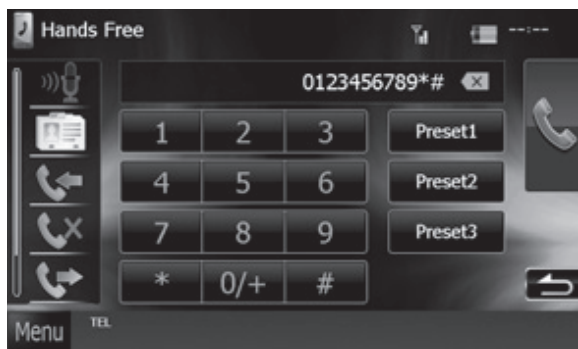 Hands Free --:--
0123456789*#
1 2 3 Preset1
4 5 6 Preset2
7 8 9 Preset3
* 0/+ #
Menu TEL